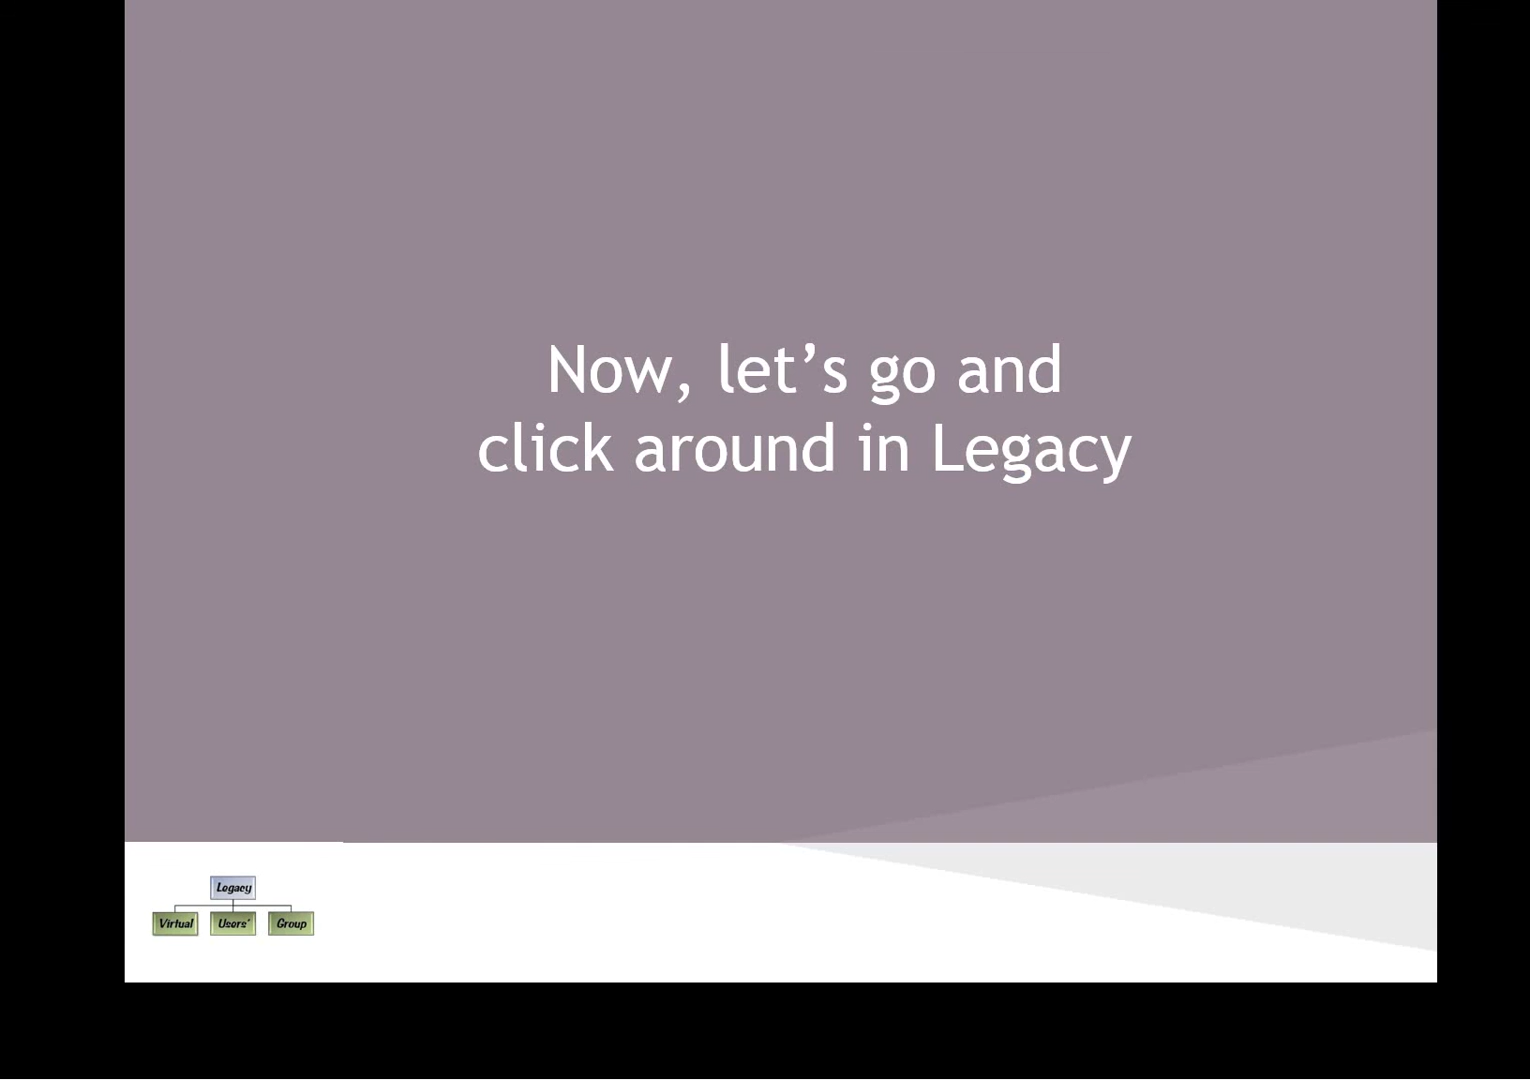 Now, let’s go and
click around in Legacy
Legacy
Virtual Users' Group